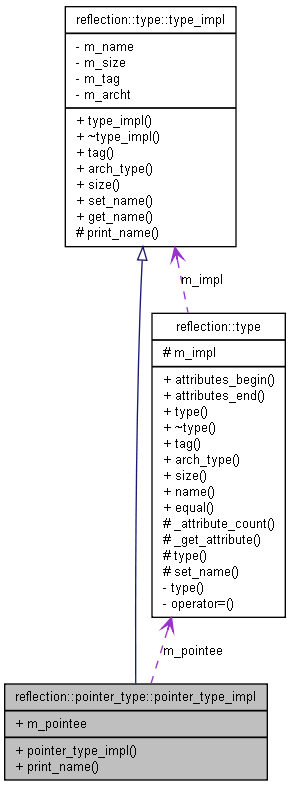 reflection::type::type_impl
- m_name
- m_size
- m_tag
- m_archt
+ type_impl()
+ ~type_impl()
+ tag()
+ arch_type()
+ size()
+ set_name()
+ get_name()
# print_name()
m_impl
reflection::type
# m_impl
+ attributes_begin()
+ attributes_end()
+ type()
+ ~type()
+ tag()
+ arch_type()
+ size()
+ name()
+ equal()
# _attribute_count()
# _get_attribute()
# type()
# set_name()
- type()
- operator=()
m_pointee
reflection::pointer_type::pointer_type_impl
+ m_pointee
+ pointer_type_impl()
+ print_name()